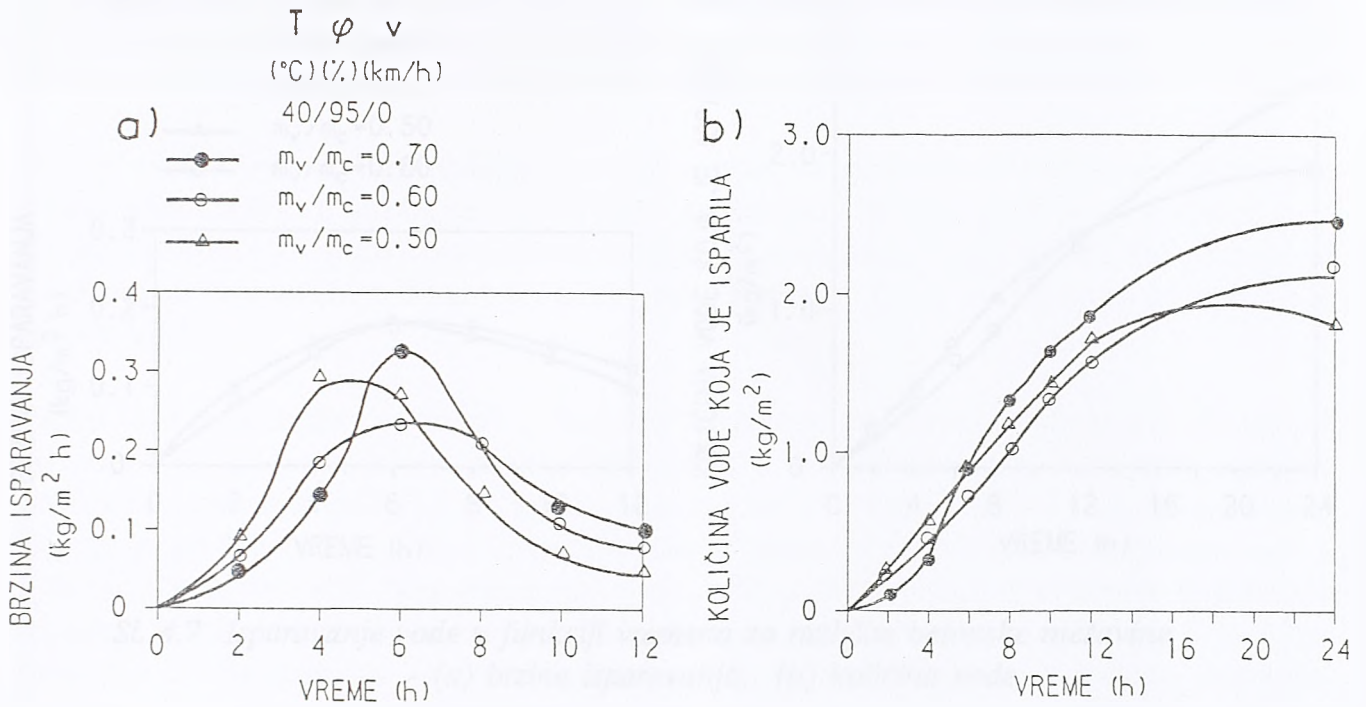 T φ v
(°C)(%)(km/h)
40/95/0
a)
m_v/m_c=0.70
m_v/m_c=0.60
m_v/m_c=0.50
BRZINA ISPARAVANJA
(kg/m² h)
0.4
0.3
0.2
0.1
0
0 2 4 6 8 10 12
VREME (h)
b)
KOLIČINA VODE KOJA JE ISPARILA
(kg/m²)
3.0
2.0
1.0
0
0 4 8 12 16 20 24
VREME (h)